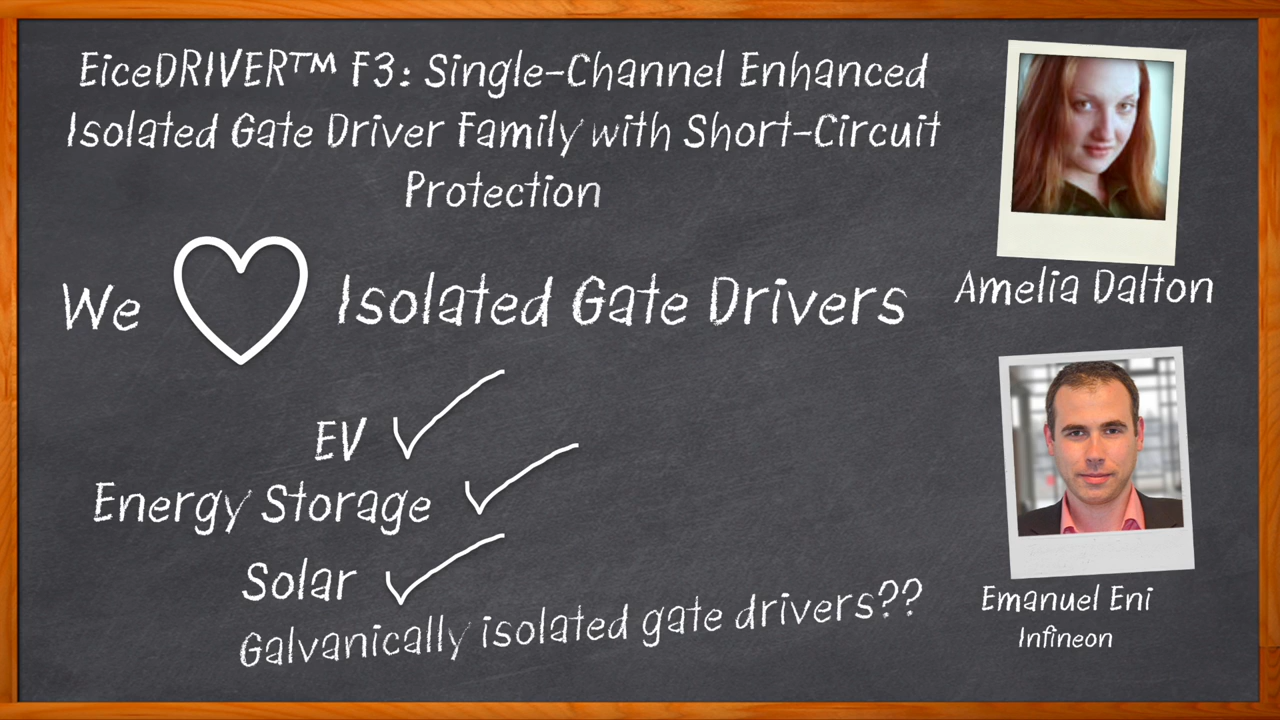 EiceDRIVER™ F3: Single-Channel Enhanced
Isolated Gate Driver Family with Short-Circuit
Protection
We Isolated Gate Drivers
Amelia Dalton
EV
Energy Storage
Solar
Galvanically isolated gate drivers??
Emanuel Eni
Infineon